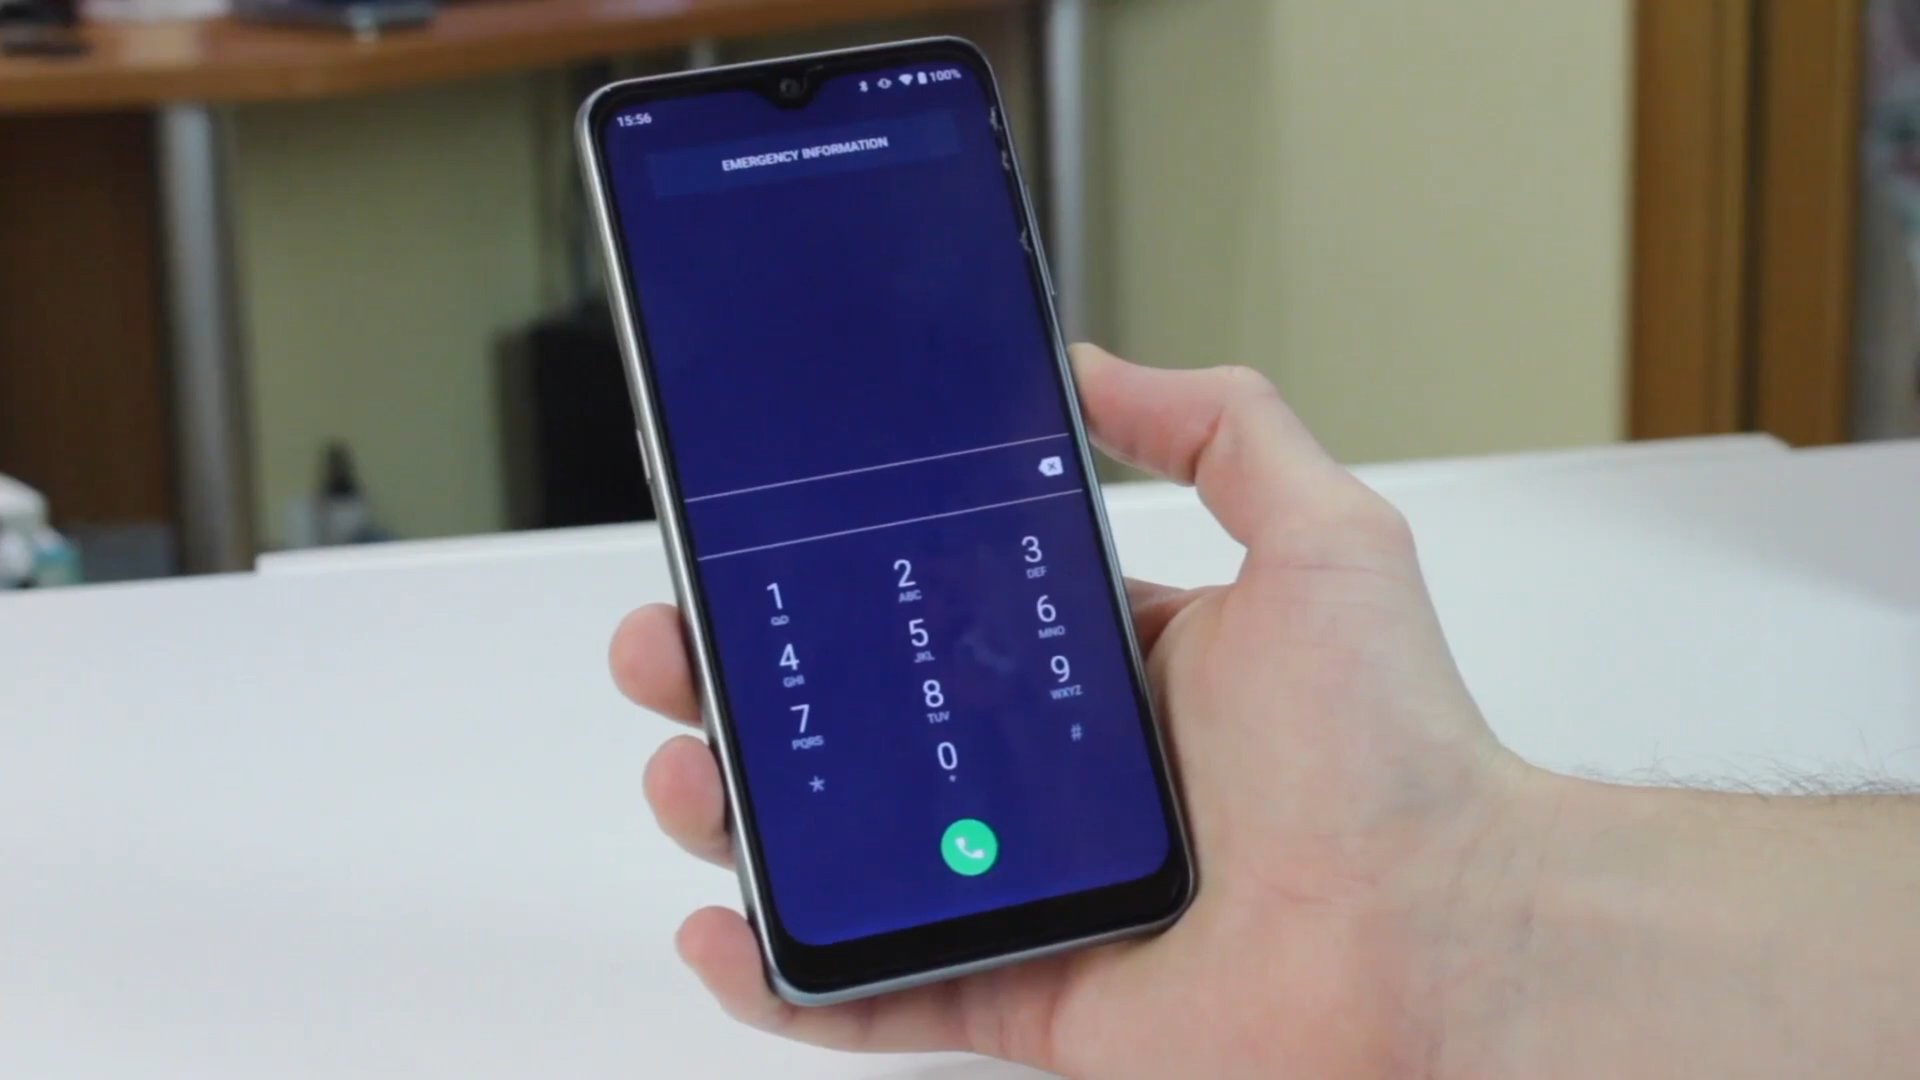 15:56 100%
EMERGENCY INFORMATION
1 2 3
ABC DEF
4 5 6
GHI JKL MNO
7 8 9
PQRS TUV WXYZ
* 0 #
+